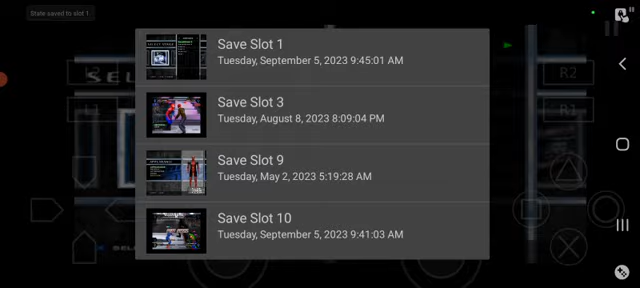 State saved to slot 1
Save Slot 1
Tuesday, September 5, 2023 9:45:01 AM
Save Slot 3
Tuesday, August 8, 2023 8:09:04 PM
Save Slot 9
Tuesday, May 2, 2023 5:19:28 AM
Save Slot 10
Tuesday, September 5, 2023 9:41:03 AM
L2
R2
L1
R1